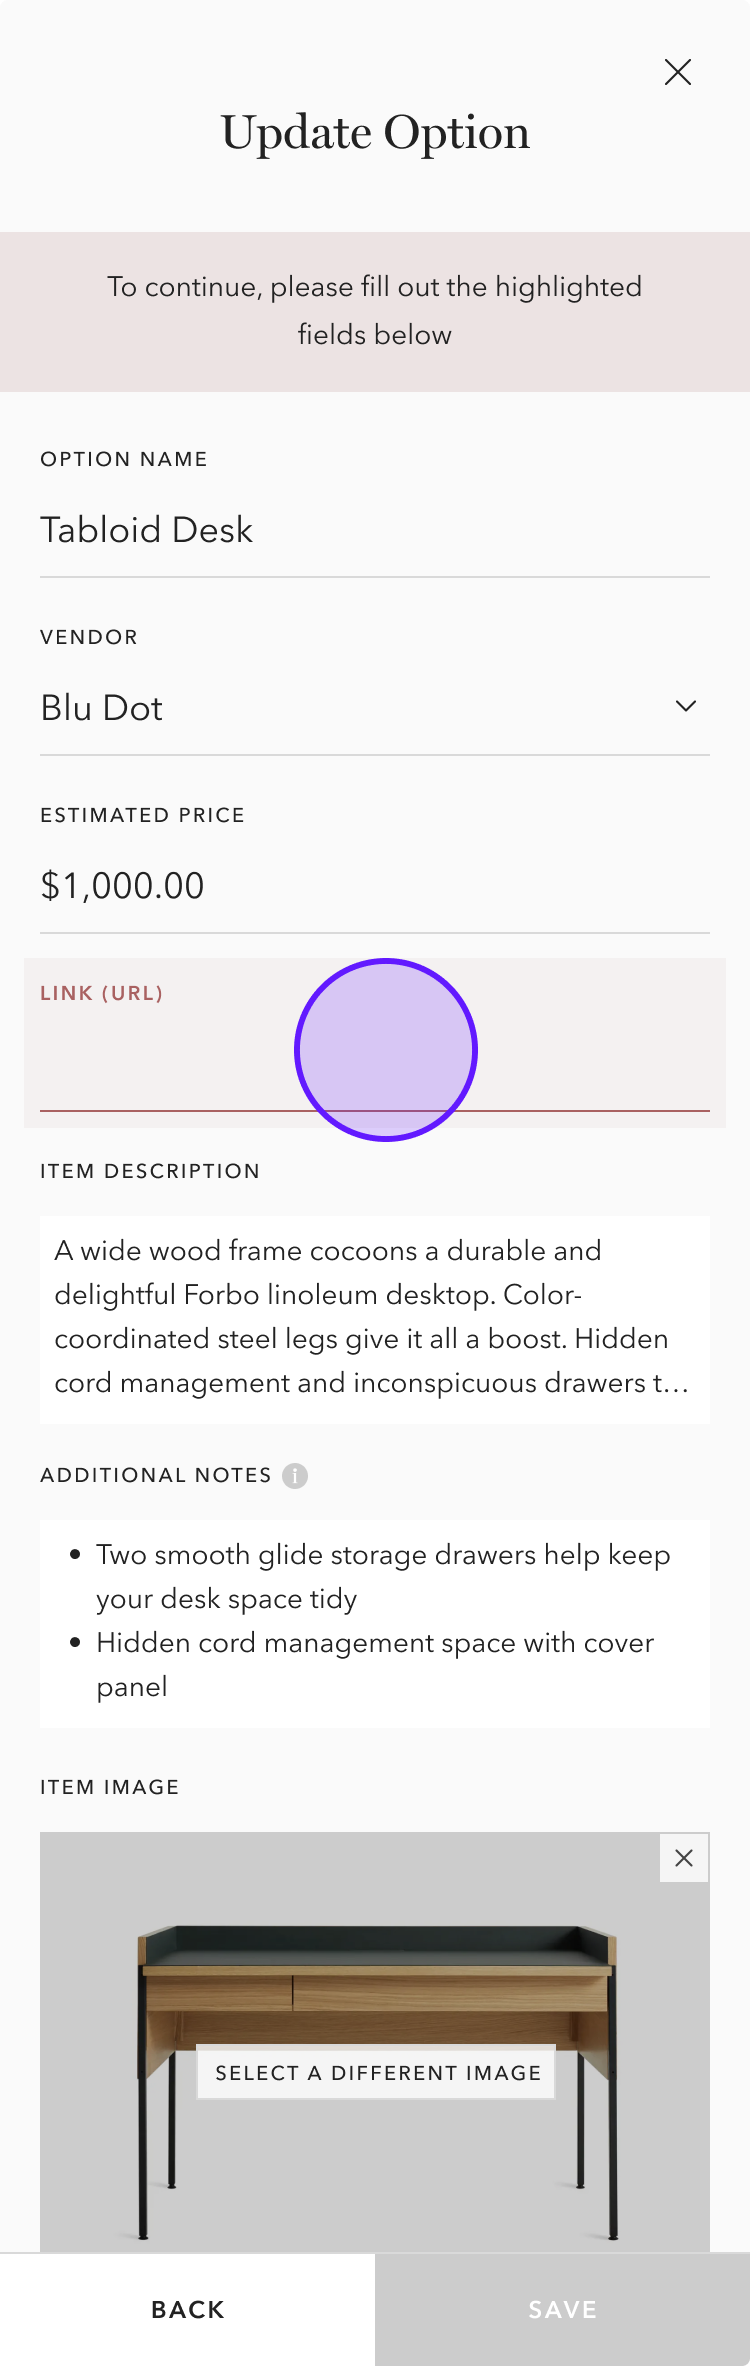 Update Option
To continue, please fill out the highlighted
fields below
OPTION NAME
Tabloid Desk
VENDOR
Blu Dot
ESTIMATED PRICE
$1,000.00
LINK (URL)
ITEM DESCRIPTION
A wide wood frame cocoons a durable and
delightful Forbo linoleum desktop. Color-
coordinated steel legs give it all a boost. Hidden
cord management and inconspicuous drawers t...
ADDITIONAL NOTES i
• Two smooth glide storage drawers help keep
your desk space tidy
• Hidden cord management space with cover
panel
ITEM IMAGE
SELECT A DIFFERENT IMAGE
BACK SAVE